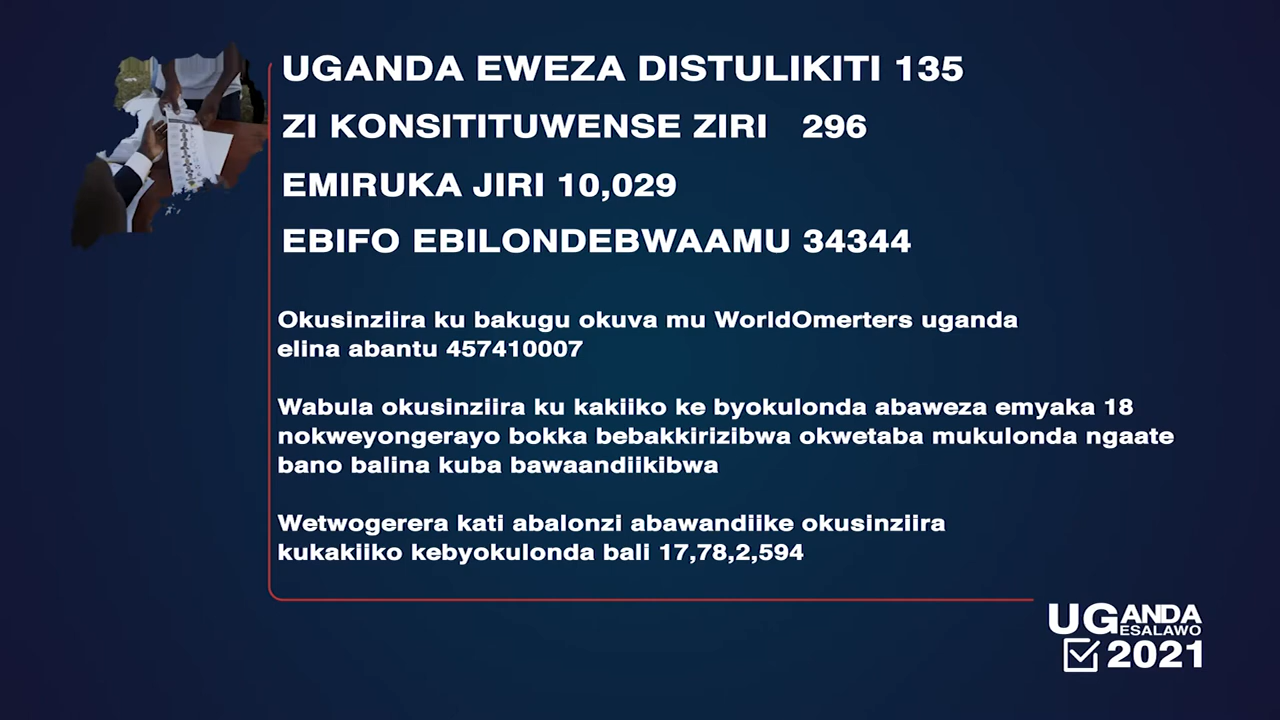 UGANDA EWEZA DISTULIKITI 135
ZI KONSITITUWENSE ZIRI 296
EMIRUKA JIRI 10,029
EBIFO EBILONDEBWAAMU 34344
Okusinziira ku bakugu okuva mu WorldOmerters uganda
elina abantu 457410007
Wabula okusinziira ku kakiiko ke byokulonda abaweza emyaka 18
nokweyongerayo bokka bebakkirizibwa okwetaba mukulonda ngaate
bano balina kuba bawaandiikibwa
Wetwogerera kati abalonzi abawandiike okusinziira
kukakiiko kebyokulonda bali 17,78,2,594
UGANDA
ESALAWO
2021